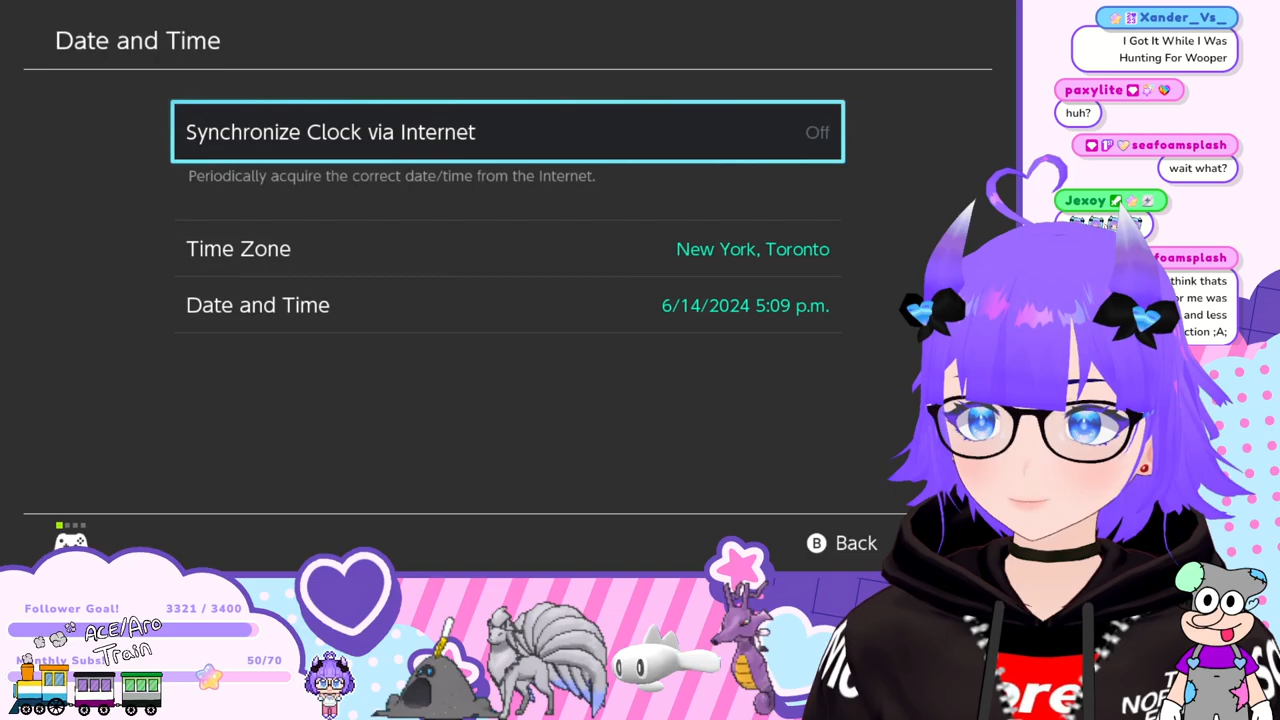 Date and Time
Synchronize Clock via Internet Off
Periodically acquire the correct date/time from the Internet.
Time Zone New York, Toronto
Date and Time 6/14/2024 5:09 p.m.
B Back
Xander_Vs_
I Got It While I Was
Hunting For Wooper
paxylite
huh?
seafoamsplash
wait what?
Jexoy
foamsplash
think thats
me was
and less
;A;
Follower Goal! 3321 / 3400
ACE/Aro
Train
Subs 50/70